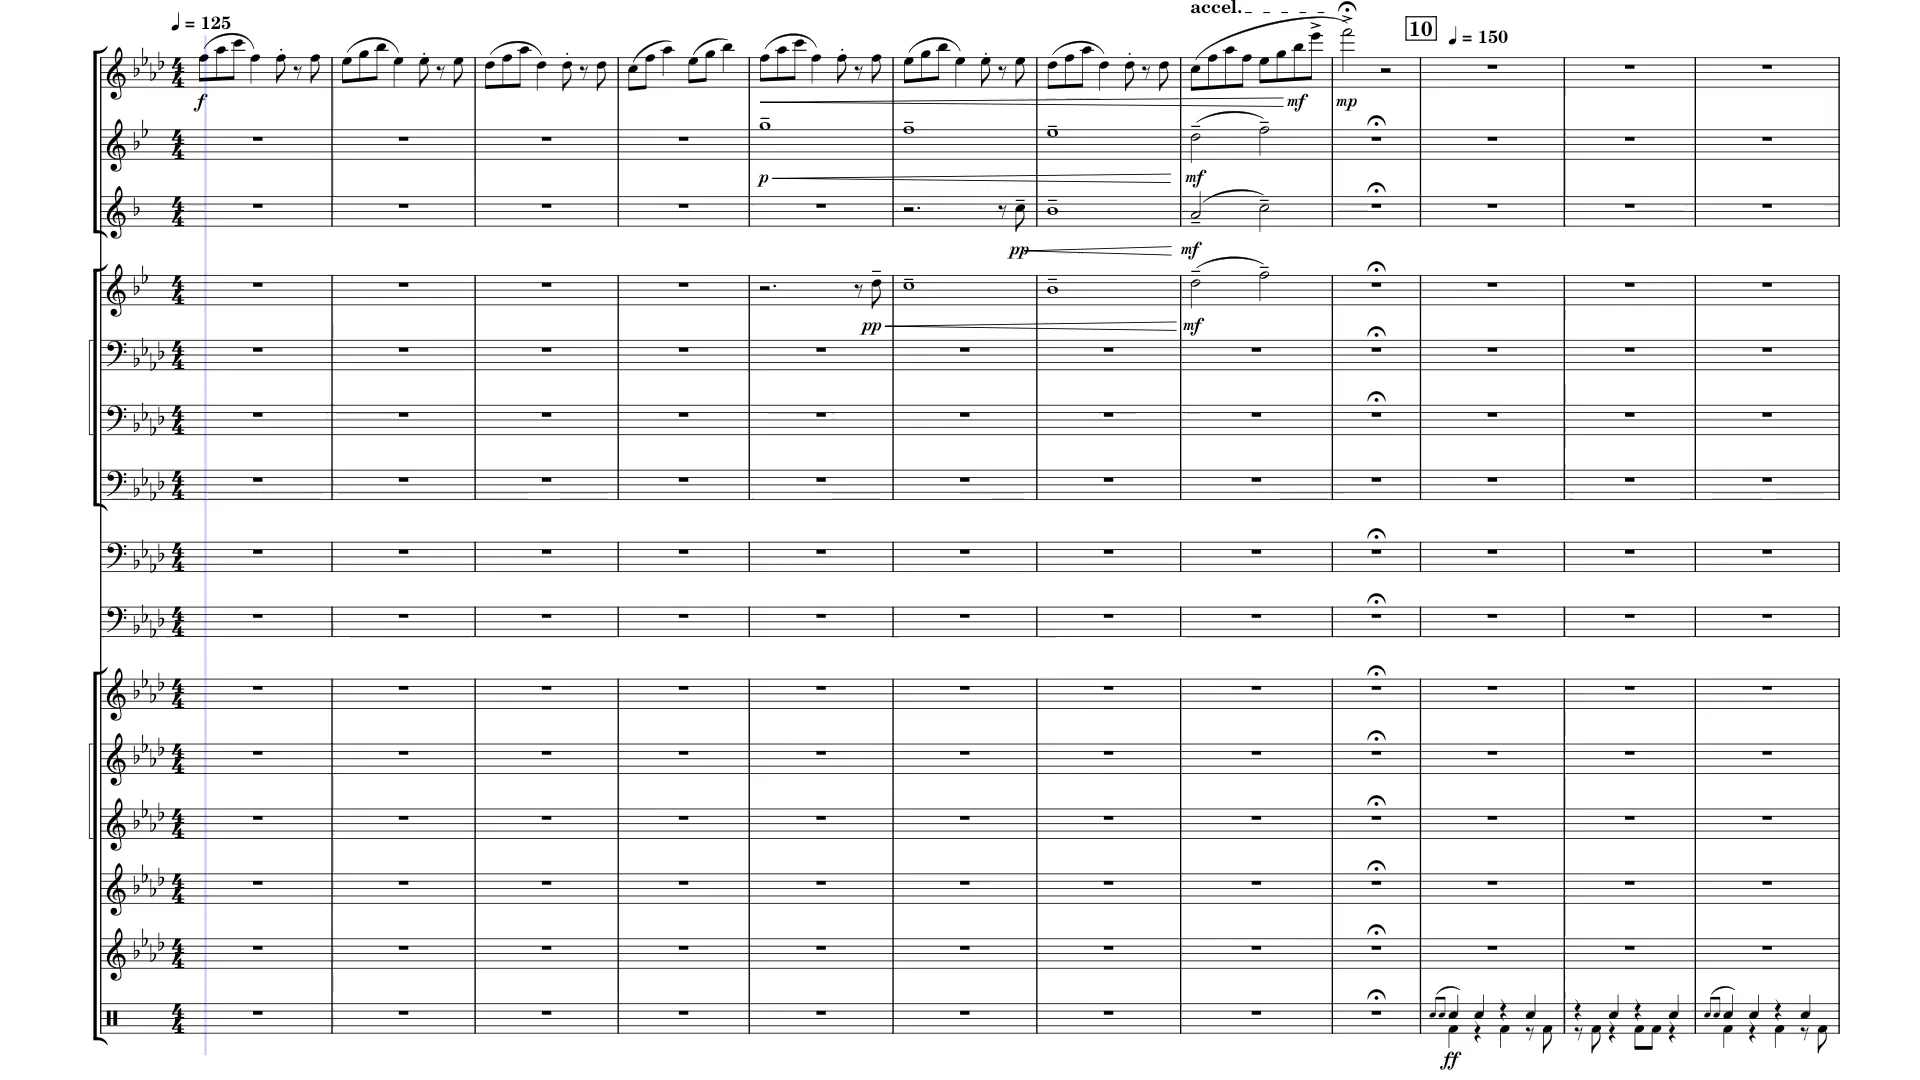 ♩ = 125
accel.
10
♩ = 150
f
mf
mp
p
mf
pp
mf
pp
mf
ff